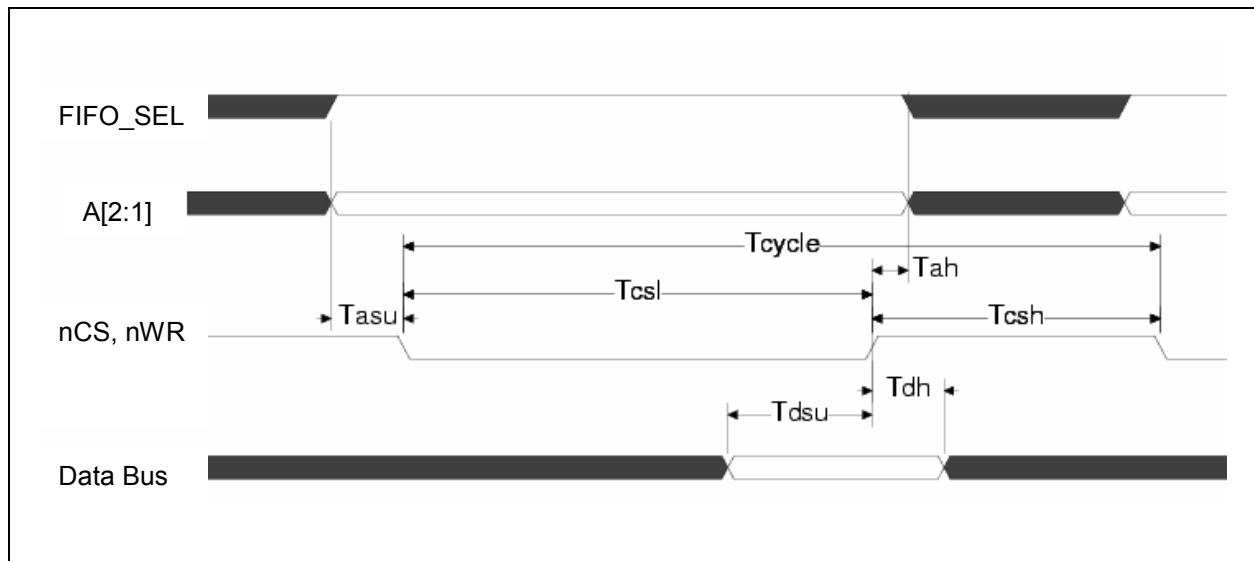 FIFO_SEL
A[2:1]
Tcycle
Tah
Tcsl
Tasu
Tcsh
nCS, nWR
Tdh
Tdsu
Data Bus